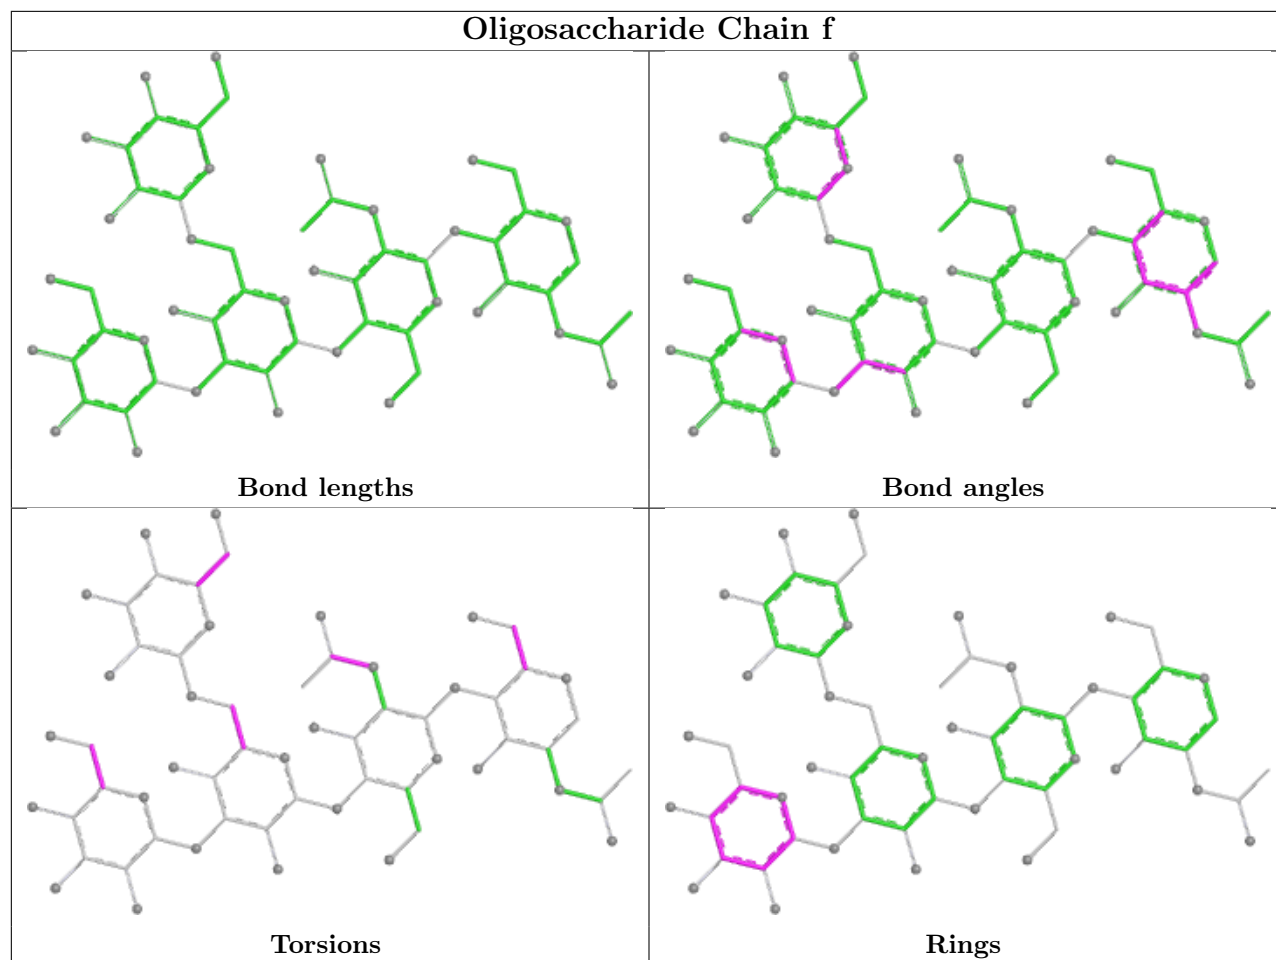 Oligosaccharide Chain f
Bond lengths
Bond angles
Torsions
Rings